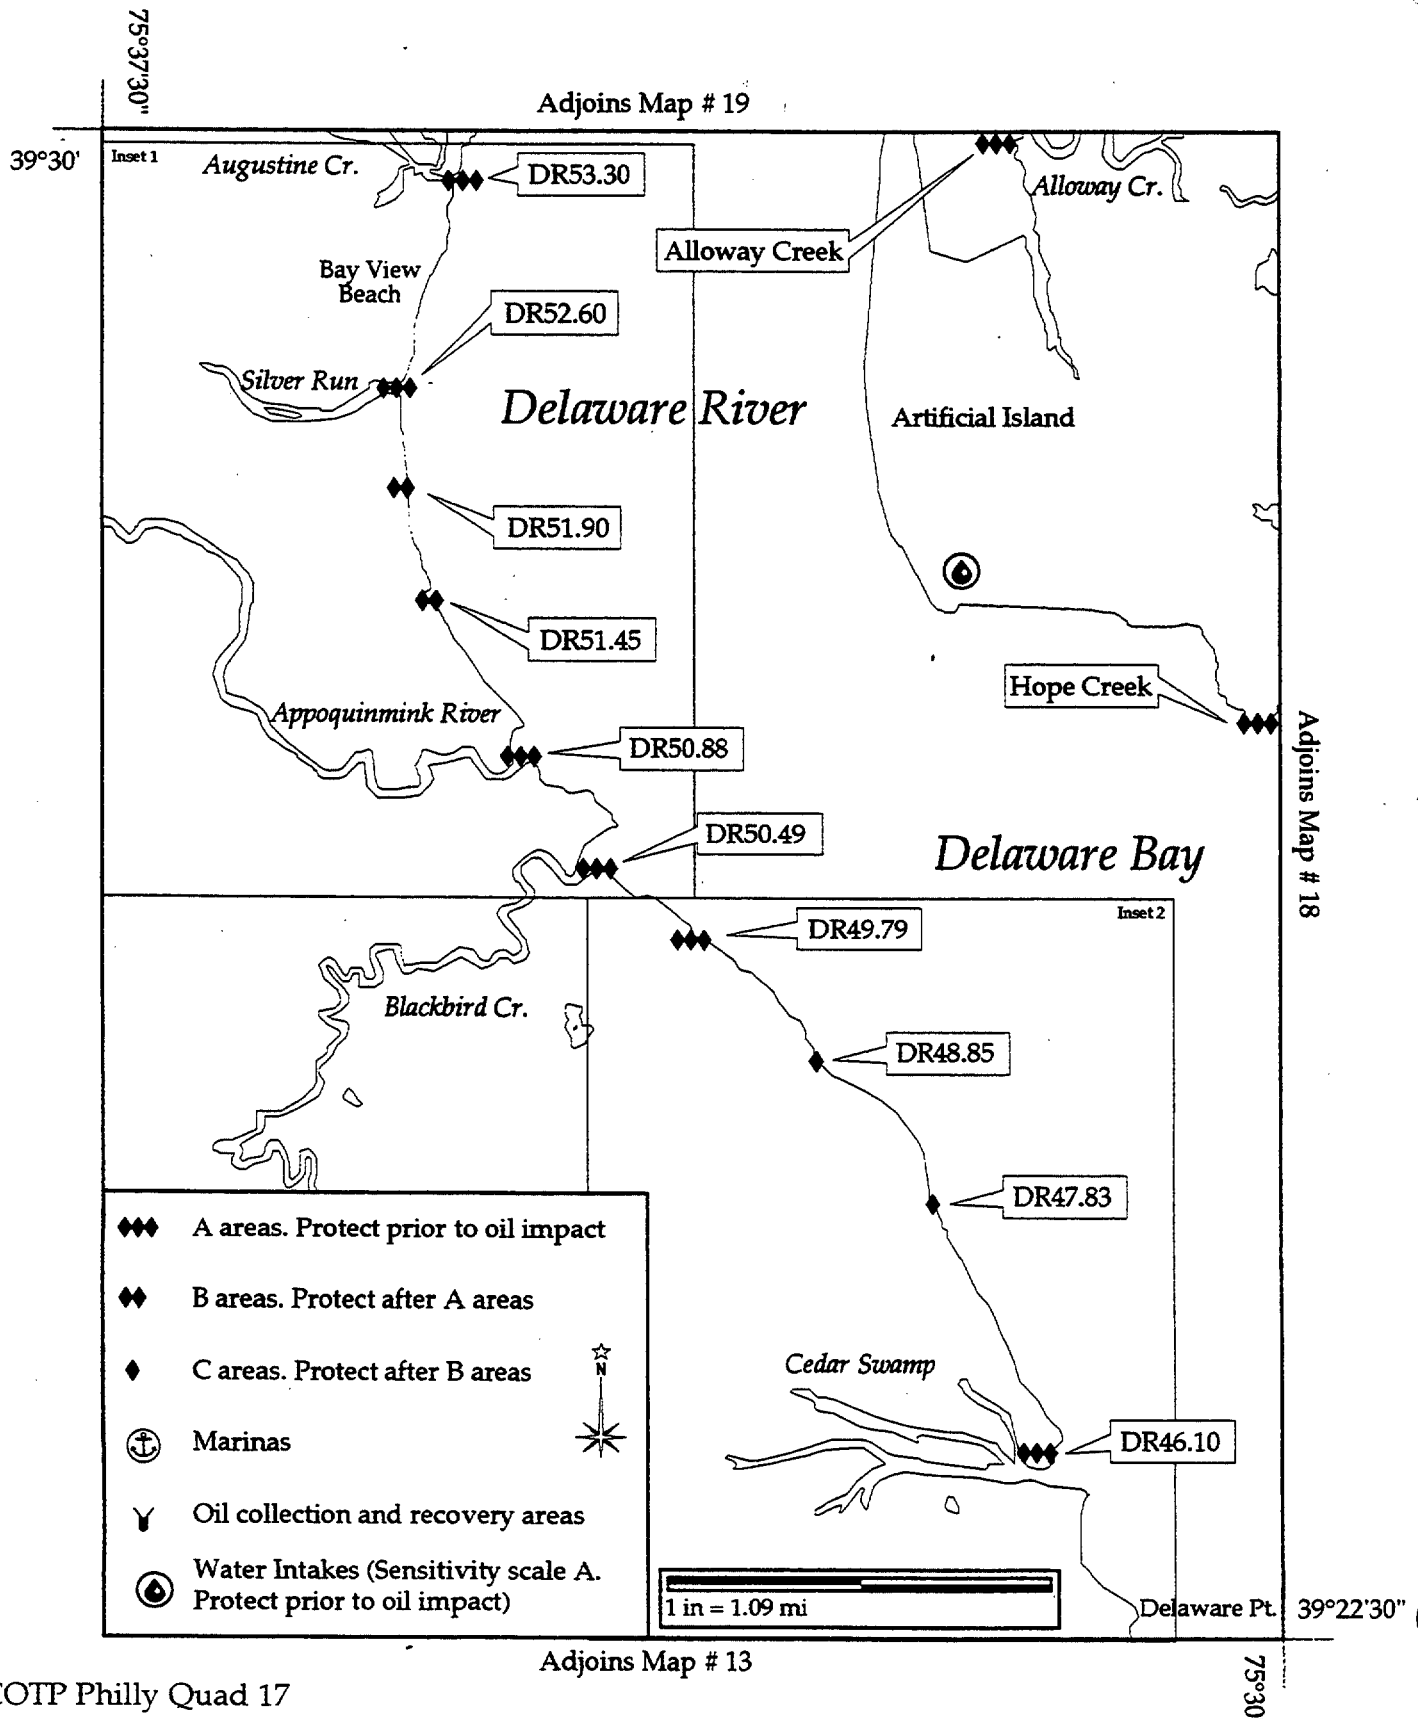 75°37'30"
Adjoins Map # 19
39°30'
Inset 1
Augustine Cr.
DR53.30
Alloway Cr.
Alloway Creek
Bay View
Beach
DR52.60
Silver Run
Delaware River
Artificial Island
DR51.90
DR51.45
Hope Creek
Appoquinmink River
DR50.88
Adjoins Map # 18
DR50.49
Delaware Bay
Inset 2
DR49.79
Blackbird Cr.
DR48.85
DR47.83
A areas. Protect prior to oil impact
B areas. Protect after A areas
C areas. Protect after B areas
N
Cedar Swamp
Marinas
DR46.10
Oil collection and recovery areas
Water Intakes (Sensitivity scale A.
Protect prior to oil impact)
1 in = 1.09 mi
Delaware Pt.
39°22'30"
Adjoins Map # 13
75°30
COTP Philly Quad 17